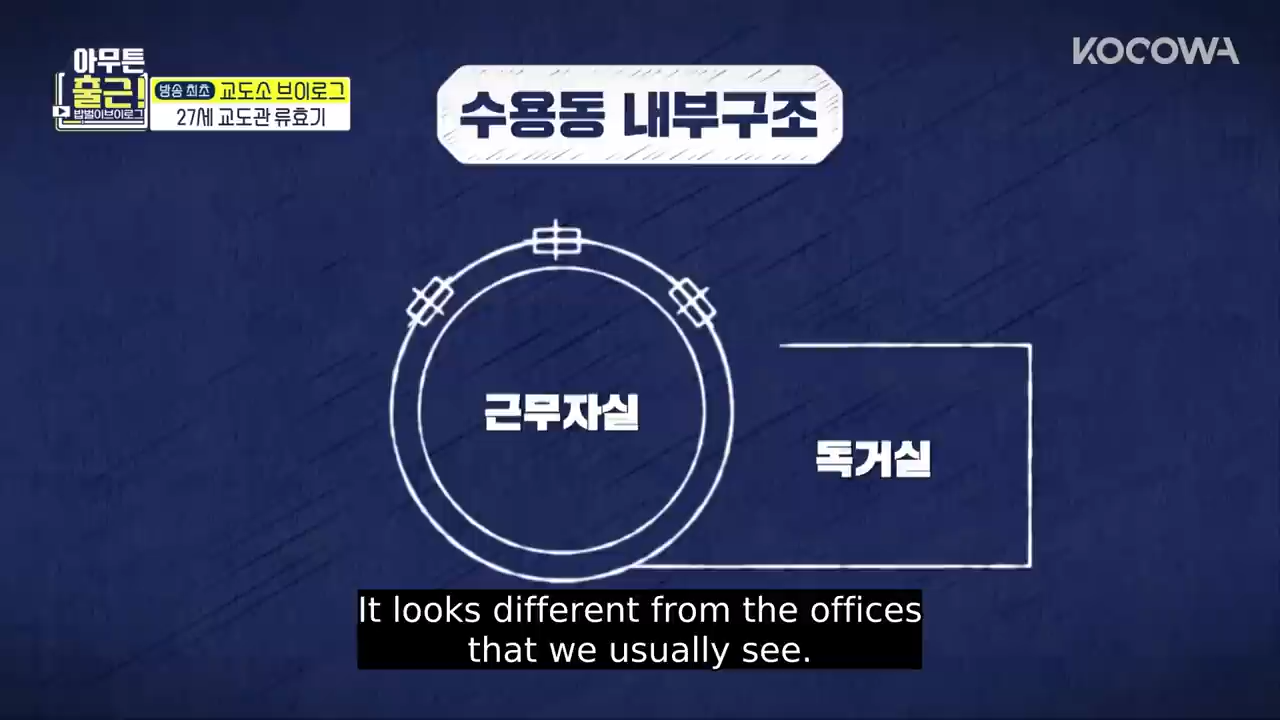 아무튼
출근!
밥벌이브이로그
방송 최초 교도소 브이로그
27세 교도관 유효기
KOCOWA
수용동 내부구조
근무자실
독거실
It looks different from the offices
that we usually see.